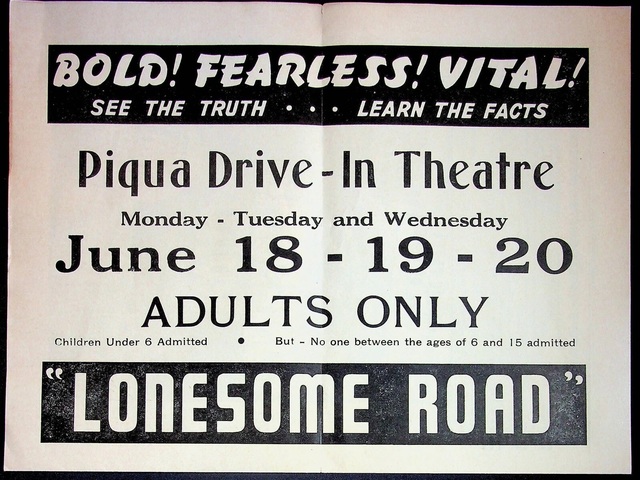 BOLD! FEARLESS! VITAL!
SEE THE TRUTH . . . LEARN THE FACTS
Piqua Drive-In Theatre
Monday - Tuesday and Wednesday
June 18 - 19 - 20
ADULTS ONLY
Children Under 6 Admitted • But - No one between the ages of 6 and 15 admitted
"LONESOME ROAD"